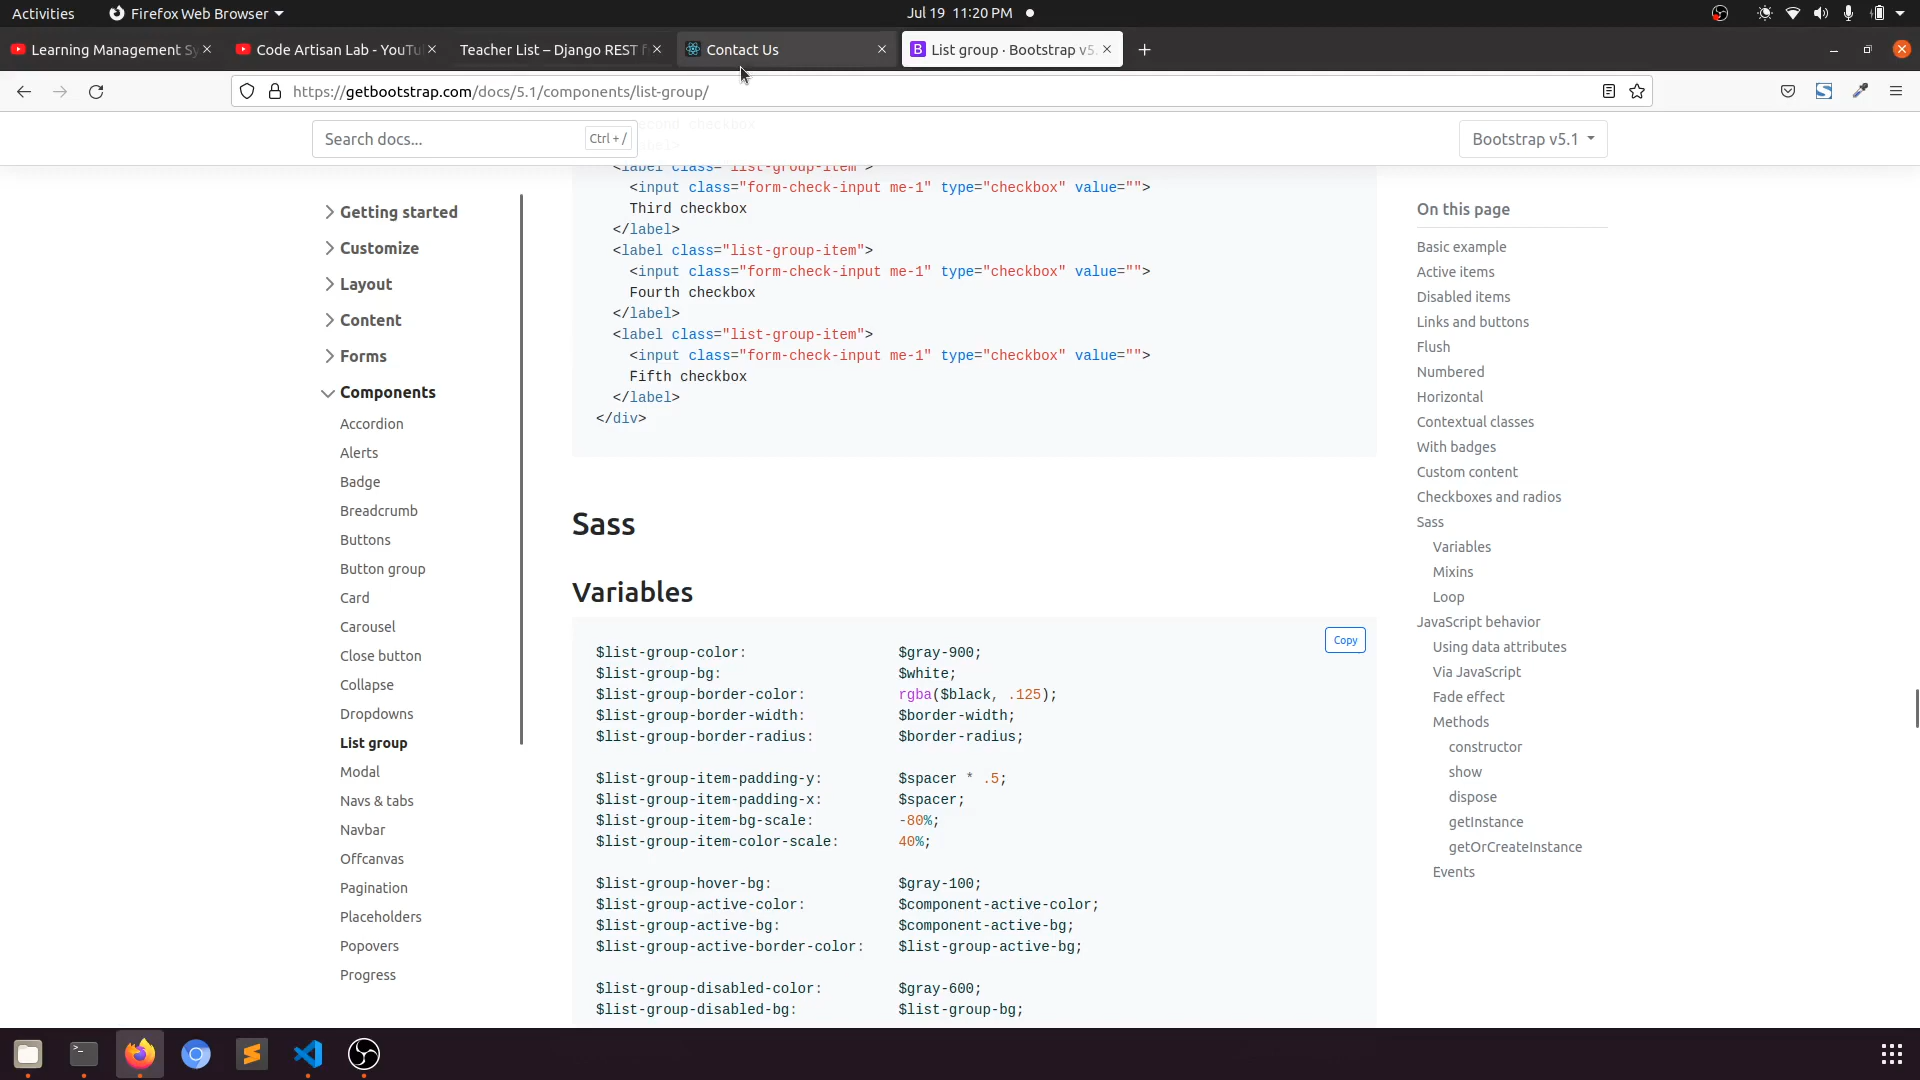 Activities
Firefox Web Browser
Jul 19 11:20 PM
Learning Management Sy
Code Artisan Lab - YouTu
Teacher List – Django REST f
Contact Us
List group · Bootstrap v5.
https://getbootstrap.com/docs/5.1/components/list-group/
Search docs...
Ctrl + /
Bootstrap v5.1
Getting started
Customize
Layout
Content
Forms
Components
Accordion
Alerts
Badge
Breadcrumb
Buttons
Button group
Card
Carousel
Close button
Collapse
Dropdowns
List group
Modal
Navs & tabs
Navbar
Offcanvas
Pagination
Placeholders
Popovers
Progress
<label class="list-group-item">
<input class="form-check-input me-1" type="checkbox" value="">
Third checkbox
</label>
<label class="list-group-item">
<input class="form-check-input me-1" type="checkbox" value="">
Fourth checkbox
</label>
<label class="list-group-item">
<input class="form-check-input me-1" type="checkbox" value="">
Fifth checkbox
</label>
</div>
Sass
Variables
Copy
$list-group-color: $gray-900;
$list-group-bg: $white;
$list-group-border-color: rgba($black, .125);
$list-group-border-width: $border-width;
$list-group-border-radius: $border-radius;
$list-group-item-padding-y: $spacer * .5;
$list-group-item-padding-x: $spacer;
$list-group-item-bg-scale: -80%;
$list-group-item-color-scale: 40%;
$list-group-hover-bg: $gray-100;
$list-group-active-color: $component-active-color;
$list-group-active-bg: $component-active-bg;
$list-group-active-border-color: $list-group-active-bg;
$list-group-disabled-color: $gray-600;
$list-group-disabled-bg: $list-group-bg;
On this page
Basic example
Active items
Disabled items
Links and buttons
Flush
Numbered
Horizontal
Contextual classes
With badges
Custom content
Checkboxes and radios
Sass
Variables
Mixins
Loop
JavaScript behavior
Using data attributes
Via JavaScript
Fade effect
Methods
constructor
show
dispose
getInstance
getOrCreateInstance
Events